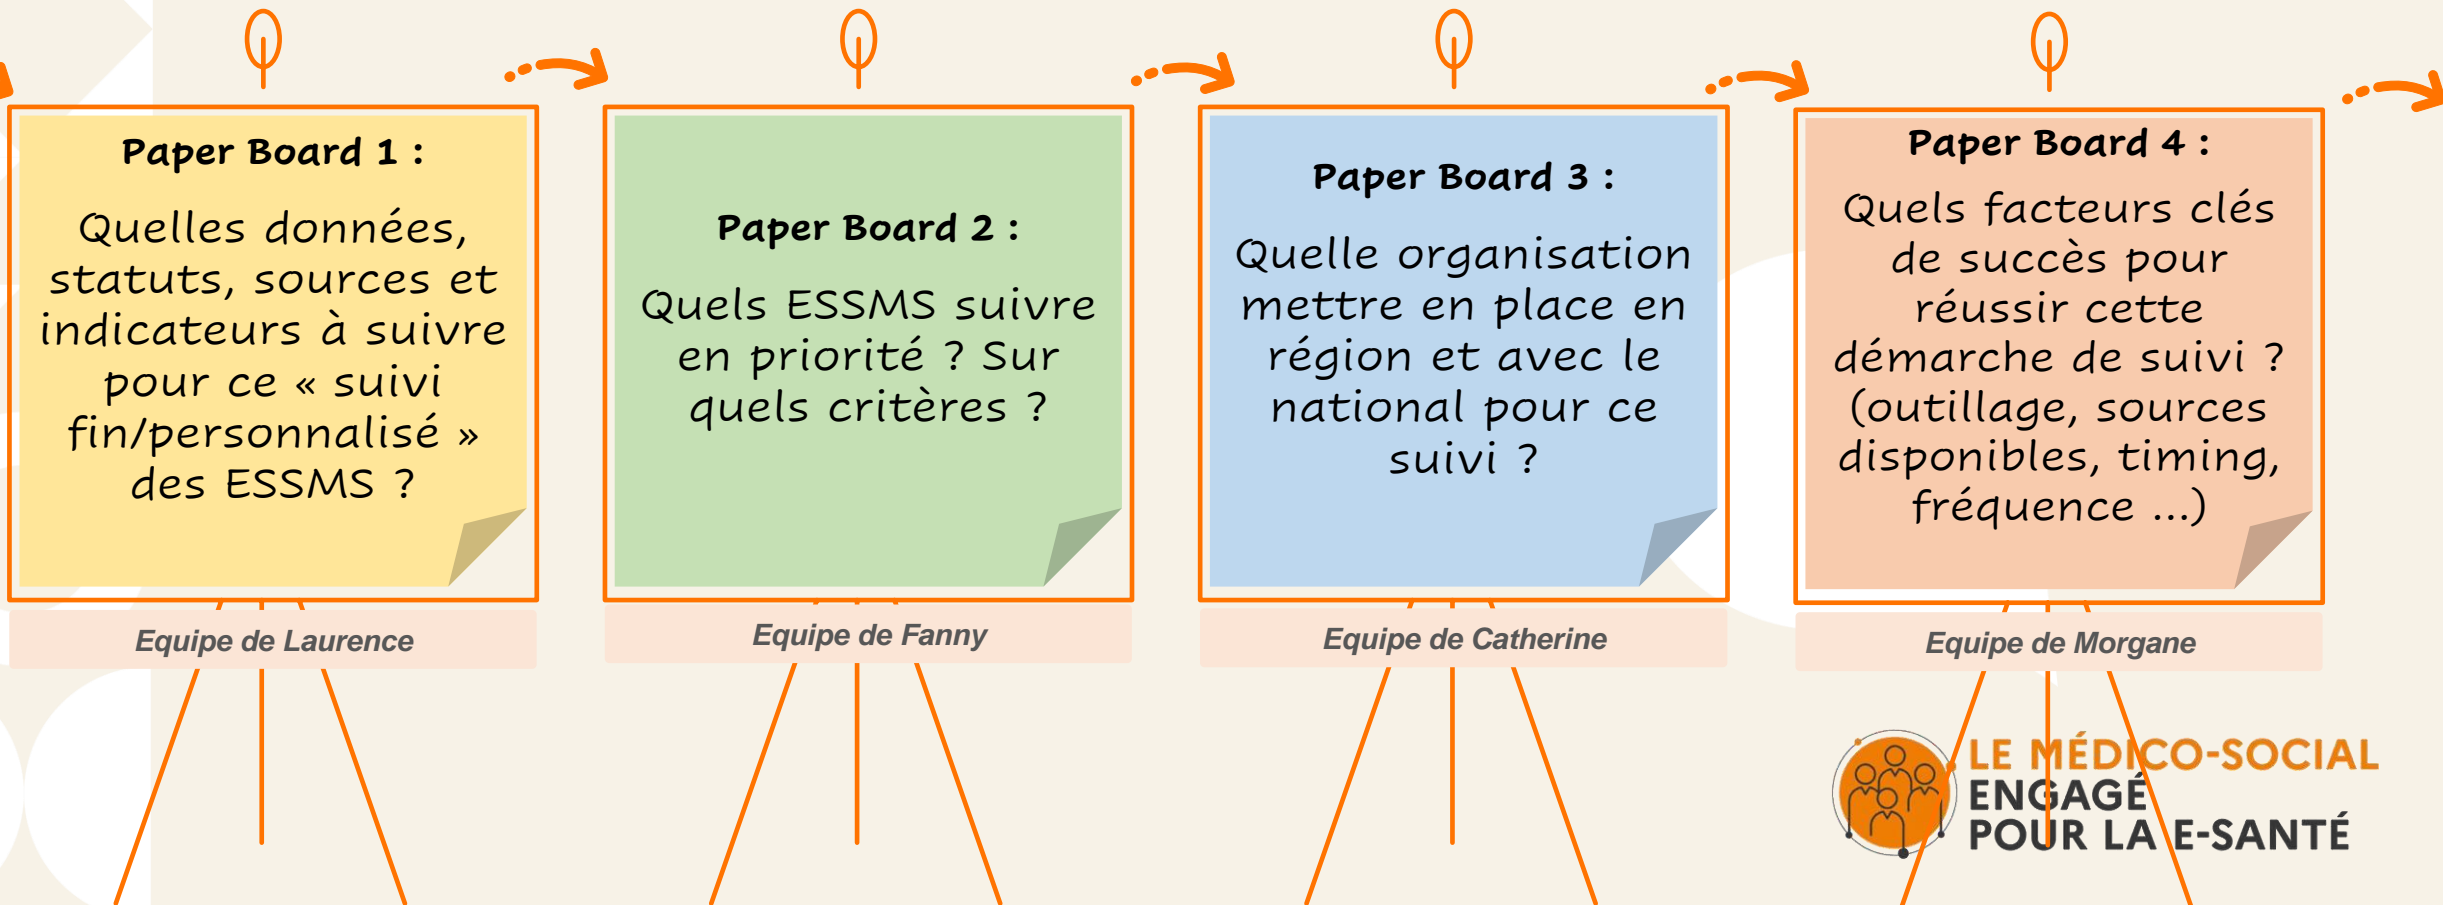 Paper Board 1 :
Quelles données,
statuts, sources et
indicateurs à suivre
pour ce « suivi
fin/personnalisé »
des ESSMS ?
Equipe de Laurence
Paper Board 2 :
Quels ESSMS suivre
en priorité ? Sur
quels critères ?
Equipe de Fanny
Paper Board 3 :
Quelle organisation
mettre en place en
région et avec le
national pour ce
suivi ?
Equipe de Catherine
Paper Board 4 :
Quels facteurs clés
de succès pour
réussir cette
démarche de suivi ?
(outillage, sources
disponibles, timing,
fréquence ...)
Equipe de Morgane
LE MÉDICO-SOCIAL
ENGAGÉ
POUR LA E-SANTÉ